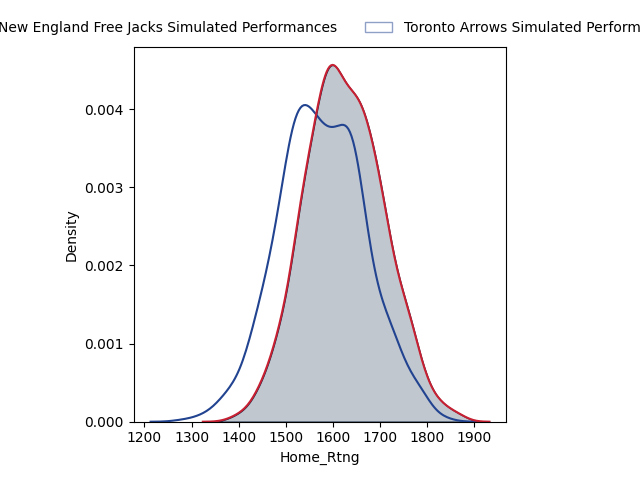 New England Free Jacks Simulated Performances Toronto Arrows Simulated Perform
0.004
0.003
0.002
0.001
0.000
Density
1200 1300 1400 1500 1600 1700 1800 1900
Home_Rtng